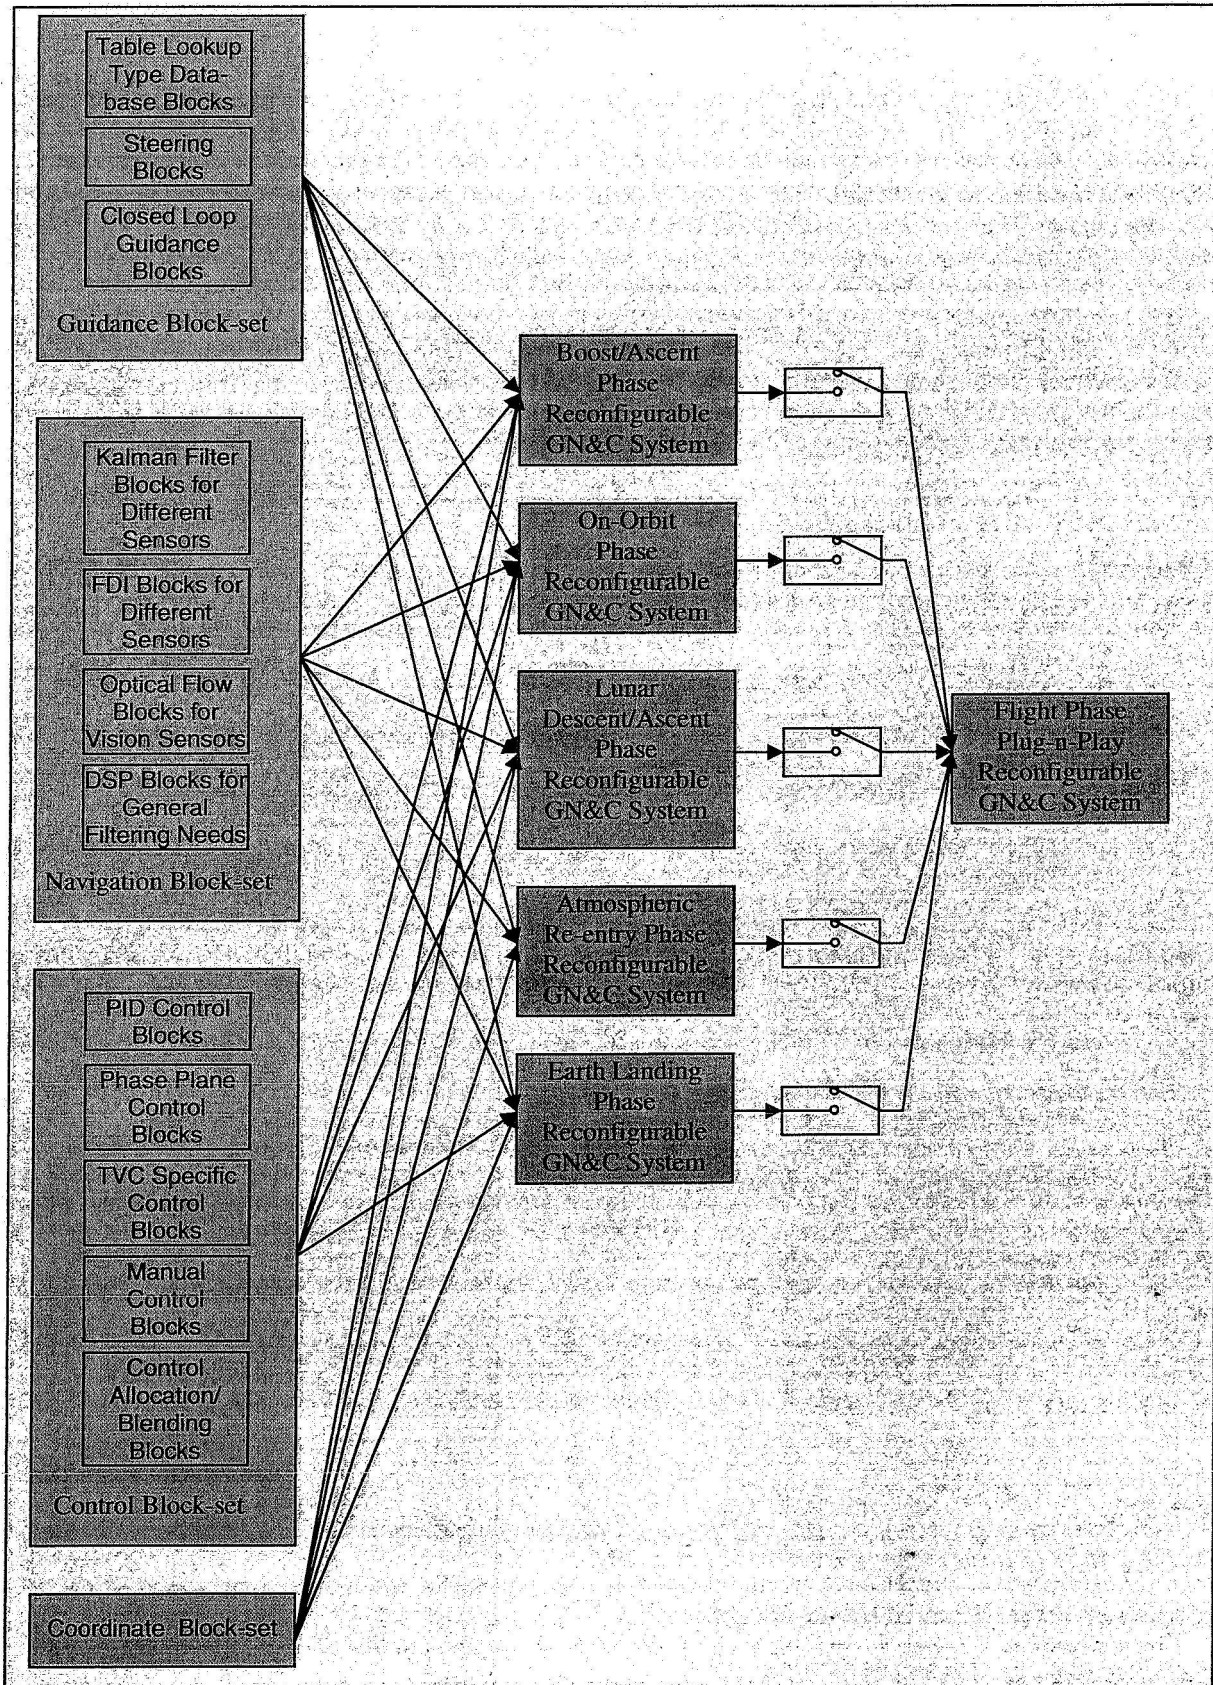 Table Lookup
Type Data-
base Blocks
Steering
Blocks
Closed Loop
Guidance
Blocks
Guidance Block-set
Kalman Filter
Blocks for
Different
Sensors
FDI Blocks for
Different
Sensors
Optical Flow
Blocks for
Vision Sensors
DSP Blocks for
General
Filtering Needs
Navigation Block-set
PID Control
Blocks
Phase Plane
Control
Blocks
TVC Specific
Control
Blocks
Manual
Control
Blocks
Control
Allocation/
Blending
Blocks
Control Block-set
Coordinate Block-set
Boost/Ascent
Phase
Reconfigurable
GN&C System
On-Orbit
Phase
Reconfigurable
GN&C System
Lunar
Descent/Ascent
Phase
Reconfigurable
GN&C System
Atmospheric
Re-entry Phase
Reconfigurable
GN&C System
Earth Landing
Phase
Reconfigurable
GN&C System
Flight Phase
Plug-n-Play
Reconfigurable
GN&C System